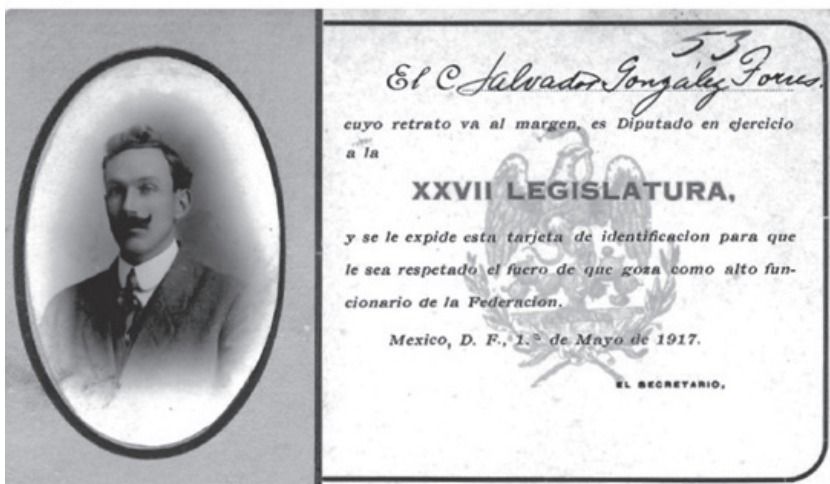 53
El C. Salvador González Torres.
cuyo retrato va al margen, es Diputado en ejercicio
a la
XXVII LEGISLATURA,
y se le expide esta tarjeta de identificacion para que
le sea respetado el fuero de que goza como alto fun-
cionario de la Federacion.
Mexico, D. F., 1.º de Mayo de 1917.
EL SECRETARIO,